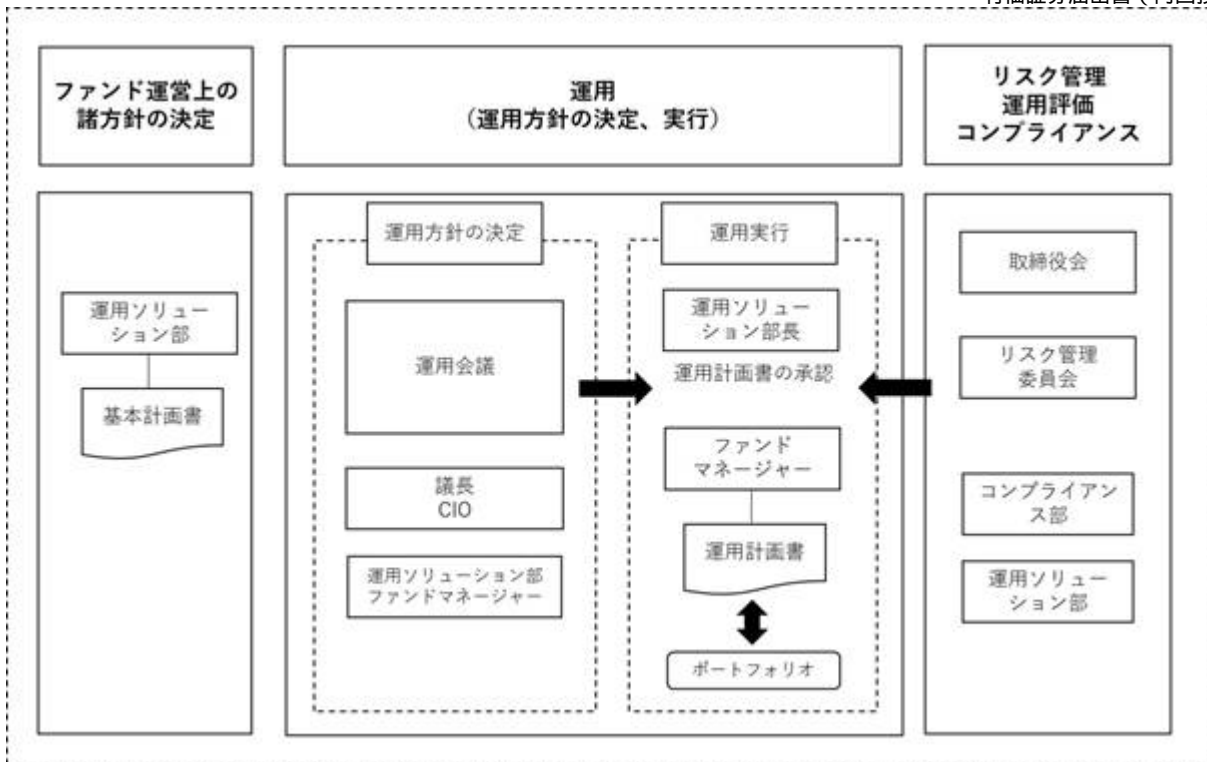 ファンド運営上の
諸方針の決定
運用
（運用方針の決定、実行）
リスク管理
運用評価
コンプライアンス
運用ソリュー
ション部
基本計画書
運用方針の決定
運用会議
議長
CIO
運用ソリューション部
ファンドマネージャー
運用実行
運用ソリュー
ション部長
運用計画書の承認
ファンド
マネージャー
運用計画書
ポートフォリオ
取締役会
リスク管理
委員会
コンプライアン
ス部
運用ソリュー
ション部